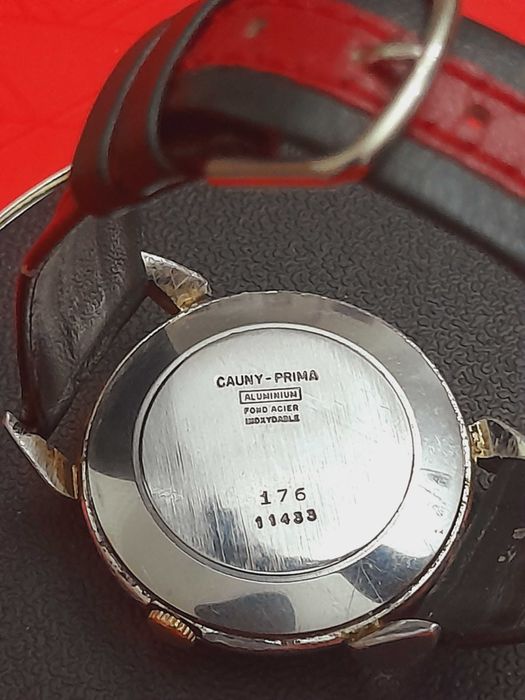 CAUNY-PRIMA
ALUMINIUM
FOND ACIER
INOXYDABLE
176
11433